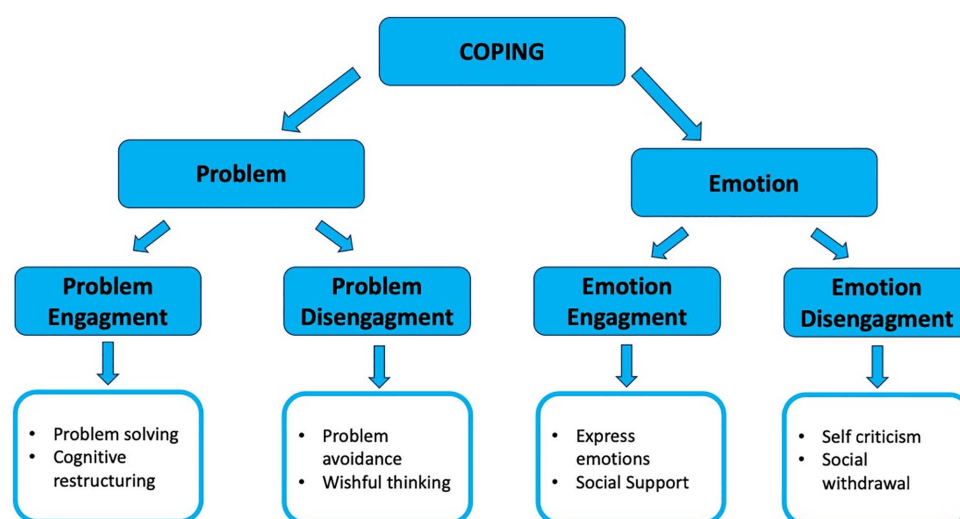 COPING
Problem
Emotion
Problem
Engagment
Problem
Disengagment
Emotion
Engagment
Emotion
Disengagment
• Problem solving
• Cognitive
restructuring
• Problem
avoidance
• Wishful thinking
• Express
emotions
• Social Support
• Self criticism
• Social
withdrawal